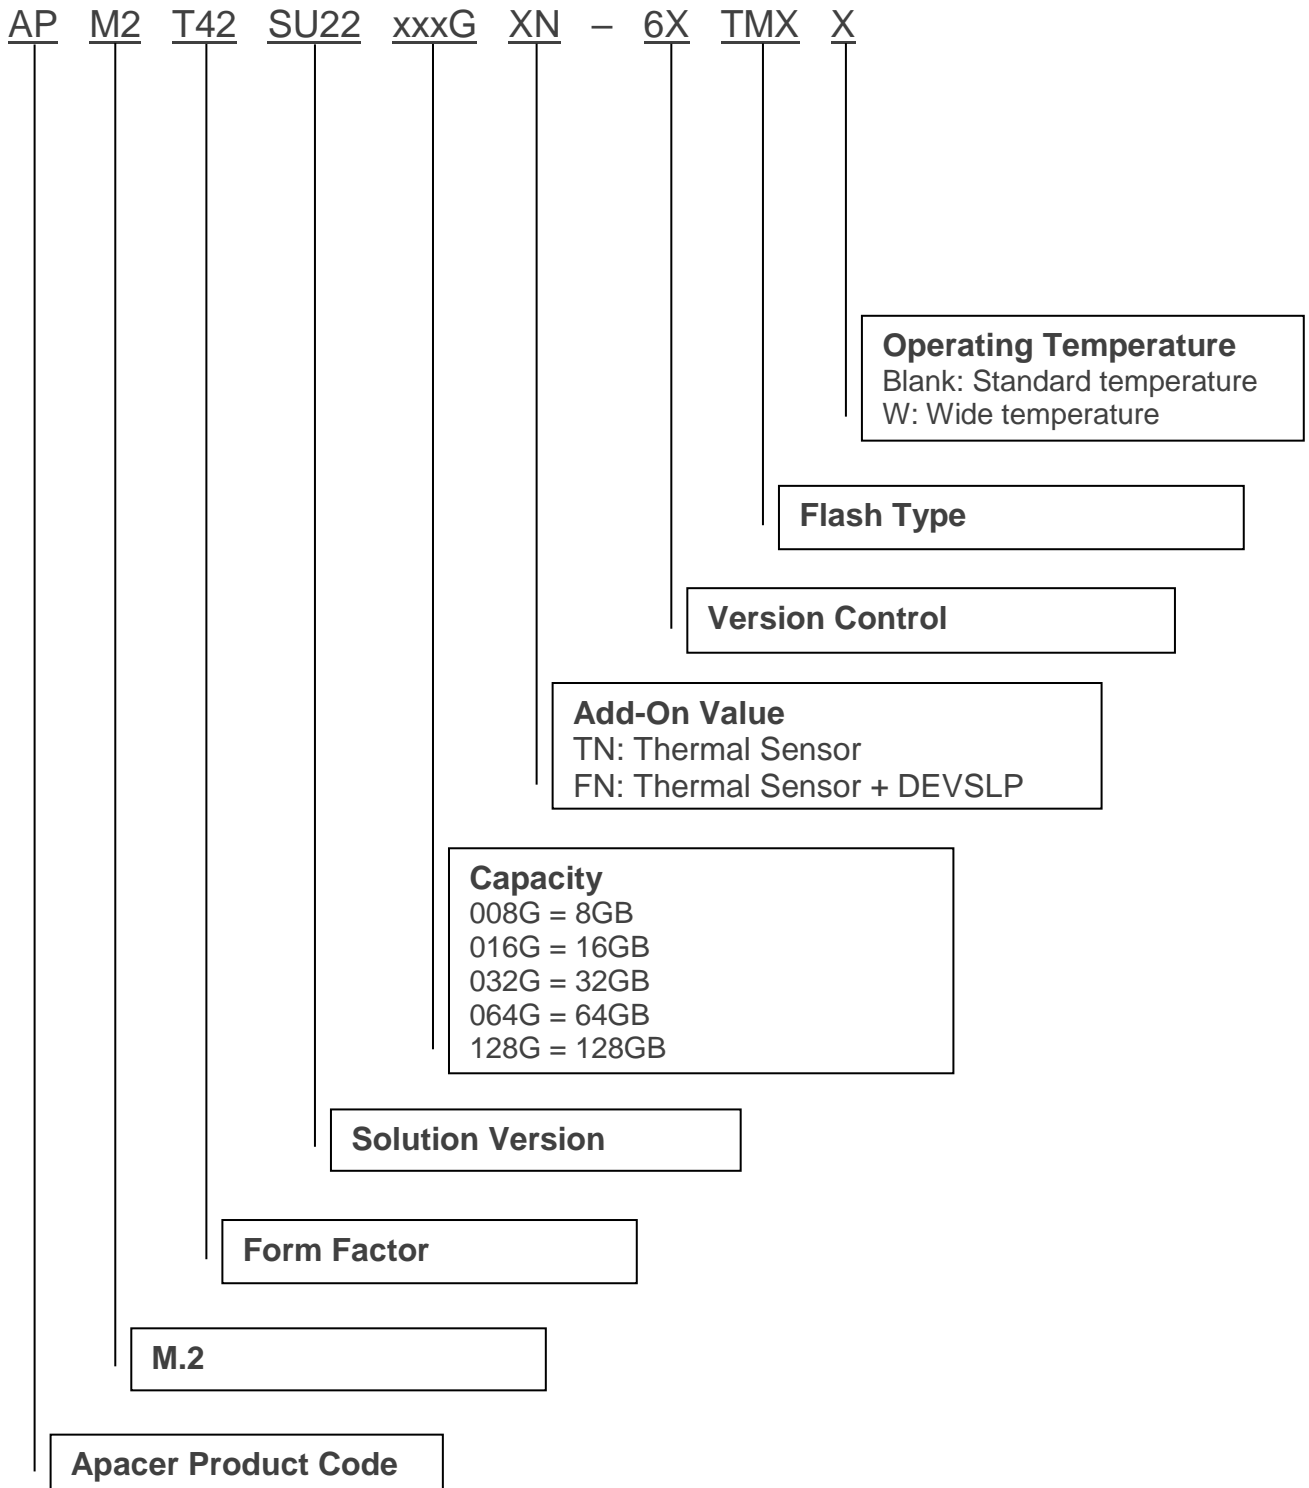 AP M2 T42 SU22 xxxG XN – 6X TMX X
Operating Temperature
Blank: Standard temperature
W: Wide temperature
Flash Type
Version Control
Add-On Value
TN: Thermal Sensor
FN: Thermal Sensor + DEVSLP
Capacity
008G = 8GB
016G = 16GB
032G = 32GB
064G = 64GB
128G = 128GB
Solution Version
Form Factor
M.2
Apacer Product Code